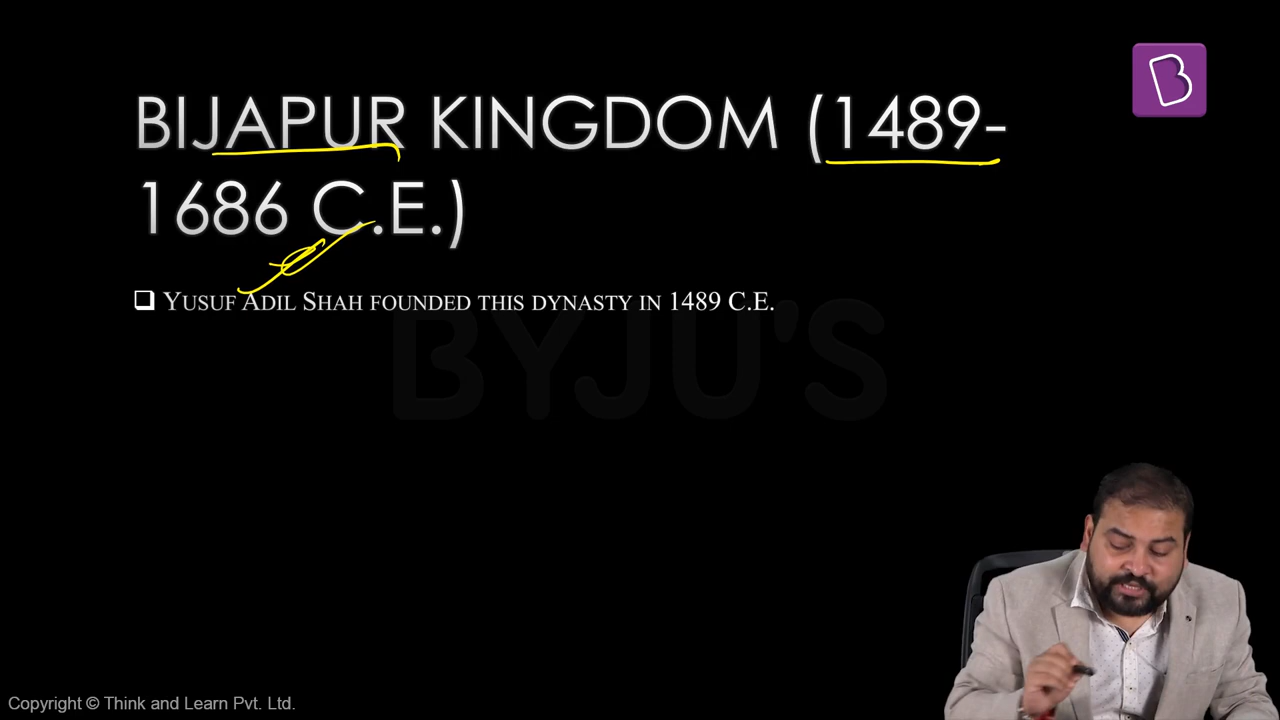 BIJAPUR KINGDOM (1489-
1686 C.E.)
❑ YUSUF ADIL SHAH FOUNDED THIS DYNASTY IN 1489 C.E.
BYJU'S
Copyright © Think and Learn Pvt. Ltd.